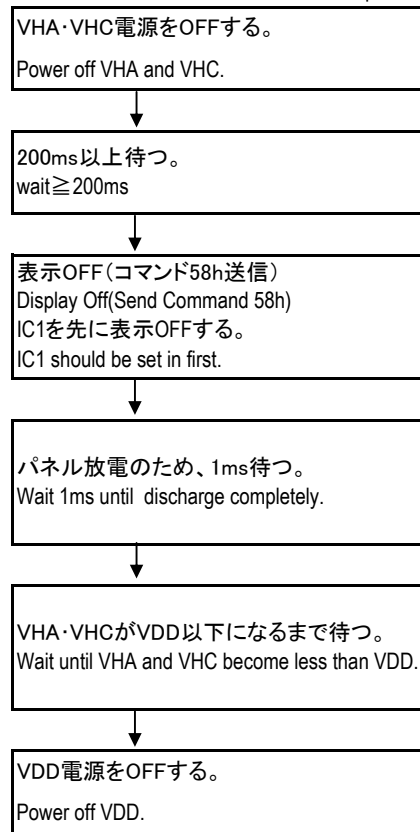 VHA･VHC電源をOFFする。
Power off VHA and VHC.
200ms以上待つ。
wait≧200ms
表示OFF(コマンド58h送信)
Display Off(Send Command 58h)
IC1を先に表示OFFする。
IC1 should be set in first.
パネル放電のため、1ms待つ。
Wait 1ms until discharge completely.
VHA･VHCがVDD以下になるまで待つ。
Wait until VHA and VHC become less than VDD.
VDD電源をOFFする。
Power off VDD.